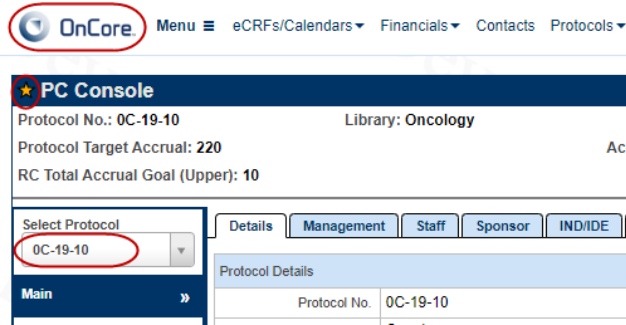 OnCore. Menu eCRFs/Calendars Financials Contacts Protocols
PC Console
Protocol No.: 0C-19-10 Library: Oncology
Protocol Target Accrual: 220 Ac
RC Total Accrual Goal (Upper): 10
Select Protocol
0C-19-10
Details Management Staff Sponsor IND/IDE
Protocol Details
Main »
Protocol No. 0C-19-10